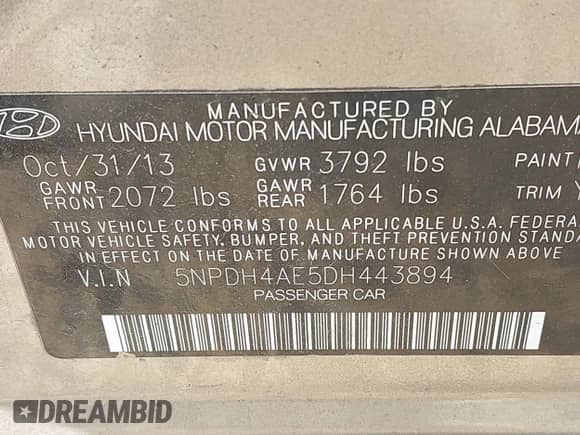 MANUFACTURED BY
HYUNDAI MOTOR MANUFACTURING ALABAMA
Oct/31/13 GVWR 3792 lbs PAINT
GAWR FRONT 2072 lbs GAWR REAR 1764 lbs TRIM Y
THIS VEHICLE CONFORMS TO ALL APPLICABLE U.S.A. FEDERA
MOTOR VEHICLE SAFETY, BUMPER, AND THEFT PREVENTION STANDA
IN EFFECT ON THE DATE OF MANUFACTURE SHOWN ABOVE
V.I.N 5NPDH4AE5DH443894
PASSENGER CAR
DREAMBID